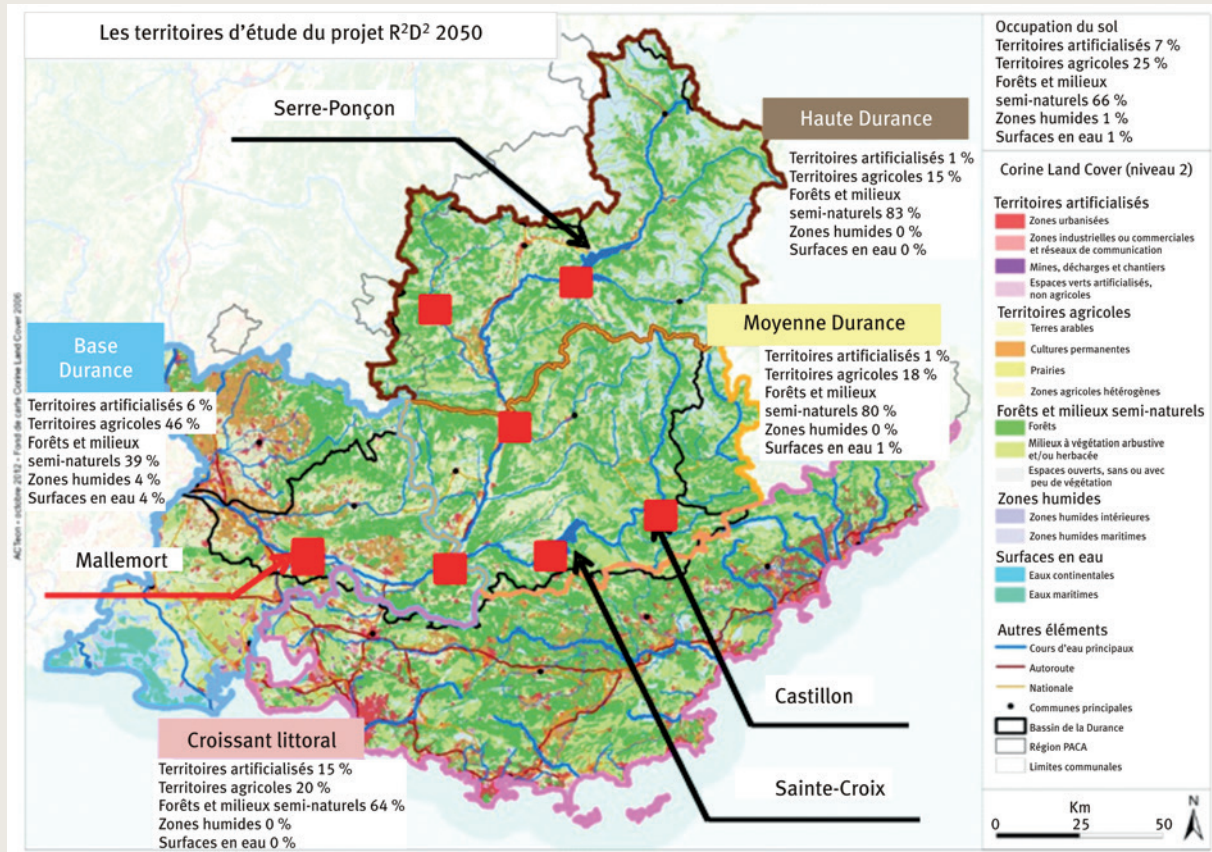 Les territoires d'étude du projet R²D² 2050
Serre-Ponçon
Haute Durance
Territoires artificialisés 1 %
Territoires agricoles 15 %
Forêts et milieux
semi-naturels 83 %
Zones humides 0 %
Surfaces en eau 0 %
Moyenne Durance
Territoires artificialisés 1 %
Territoires agricoles 18 %
Forêts et milieux
semi-naturels 80 %
Zones humides 0 %
Surfaces en eau 1 %
Base
Durance
Territoires artificialisés 6 %
Territoires agricoles 46 %
Forêts et milieux
semi-naturels 39 %
Zones humides 4 %
Surfaces en eau 4 %
Mallemort
Castillon
Sainte-Croix
Croissant littoral
Territoires artificialisés 15 %
Territoires agricoles 20 %
Forêts et milieux semi-naturels 64 %
Zones humides 0 %
Surfaces en eau 0 %
ACTeon - octobre 2012 - Fond de carte Corine Land Cover 2006
Occupation du sol
Territoires artificialisés 7 %
Territoires agricoles 25 %
Forêts et milieux
semi-naturels 66 %
Zones humides 1 %
Surfaces en eau 1 %
Corine Land Cover (niveau 2)
Territoires artificialisés
Zones urbanisées
Zones industrielles ou commerciales
et réseaux de communication
Mines, décharges et chantiers
Espaces verts artificialisés,
non agricoles
Territoires agricoles
Terres arables
Cultures permanentes
Prairies
Zones agricoles hétérogènes
Forêts et milieux semi-naturels
Forêts
Milieux à végétation arbustive
et/ou herbacée
Espaces ouverts, sans ou avec
peu de végétation
Zones humides
Zones humides intérieures
Zones humides maritimes
Surfaces en eau
Eaux continentales
Eaux maritimes
Autres éléments
Cours d'eau principaux
Autoroute
Nationale
Communes principales
Bassin de la Durance
Région PACA
Limites communales
Km
N
0 25 50